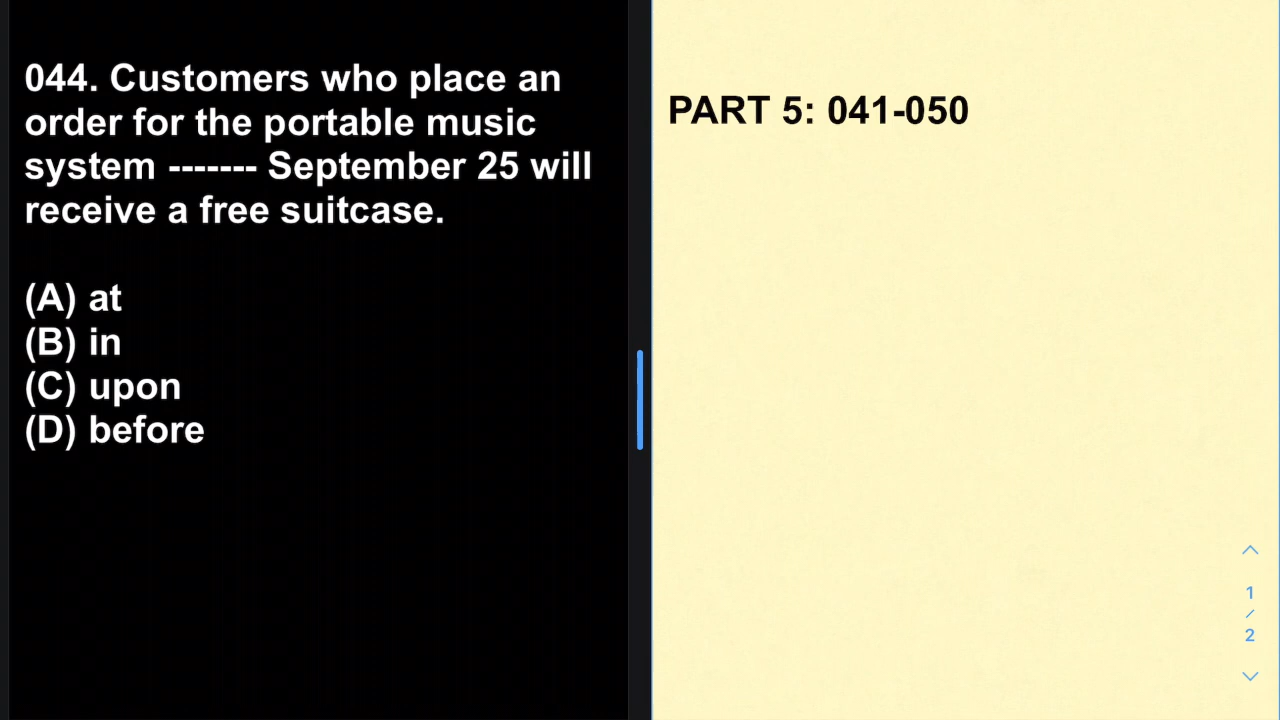 044. Customers who place an
order for the portable music
system ------- September 25 will
receive a free suitcase.
(A) at
(B) in
(C) upon
(D) before
PART 5: 041-050
1
/
2